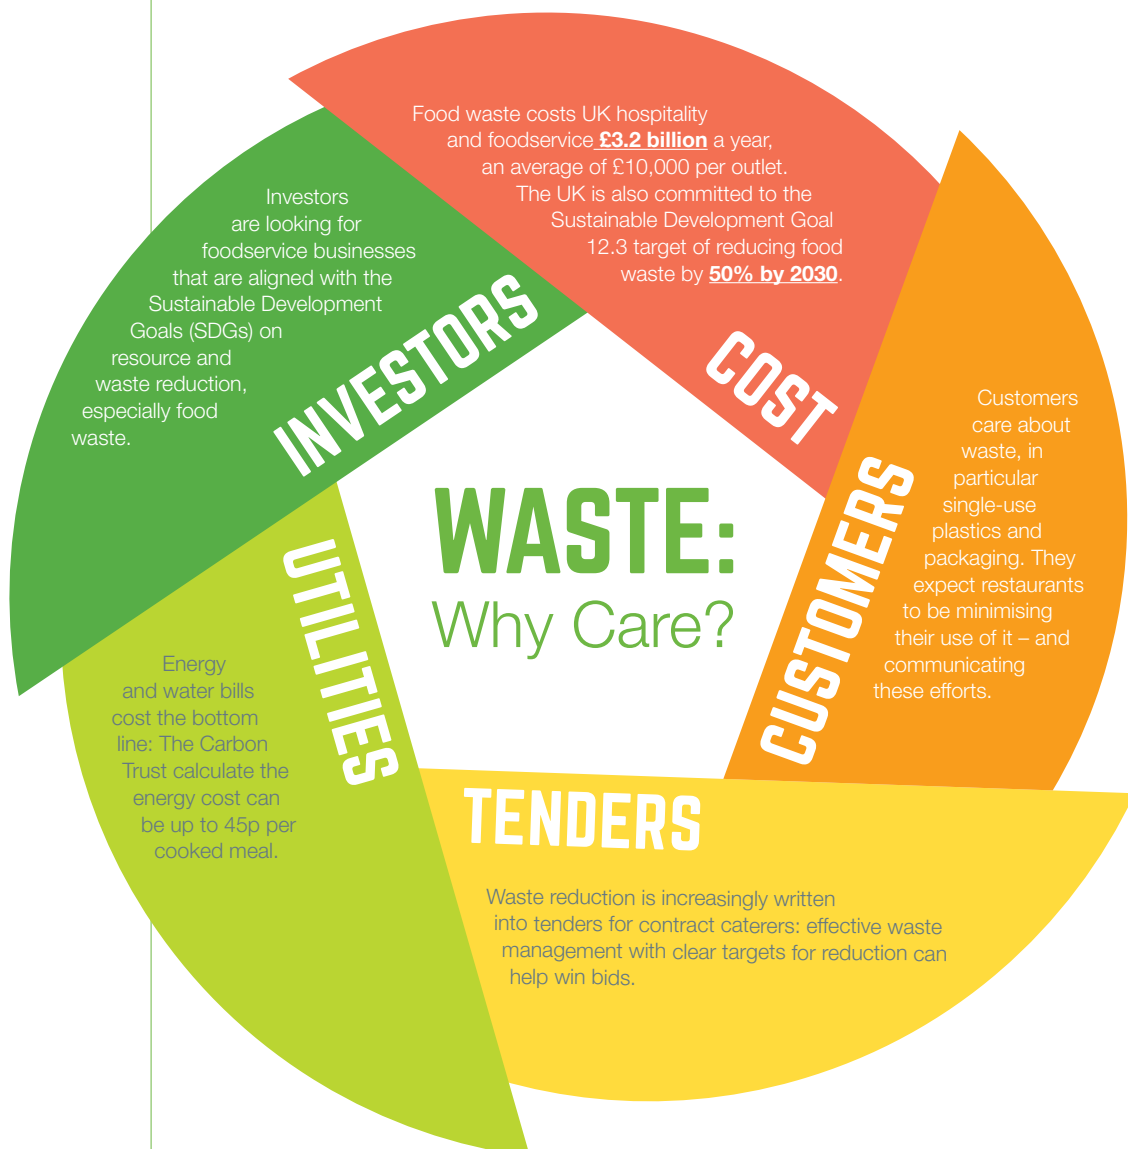 Food waste costs UK hospitality
and foodservice £3.2 billion a year,
an average of £10,000 per outlet.
The UK is also committed to the
Sustainable Development Goal
12.3 target of reducing food
waste by 50% by 2030.
COST
Customers
care about
waste, in
particular
single-use
plastics and
packaging. They
expect restaurants
to be minimising
their use of it – and
communicating
these efforts.
CUSTOMERS
TENDERS
Waste reduction is increasingly written
into tenders for contract caterers: effective waste
management with clear targets for reduction can
help win bids.
UTILITIES
Energy
and water bills
cost the bottom
line: The Carbon
Trust calculate the
energy cost can
be up to 45p per
cooked meal.
Investors
are looking for
foodservice businesses
that are aligned with the
Sustainable Development
Goals (SDGs) on
resource and
waste reduction,
especially food
waste.
INVESTORS
WASTE:
Why Care?